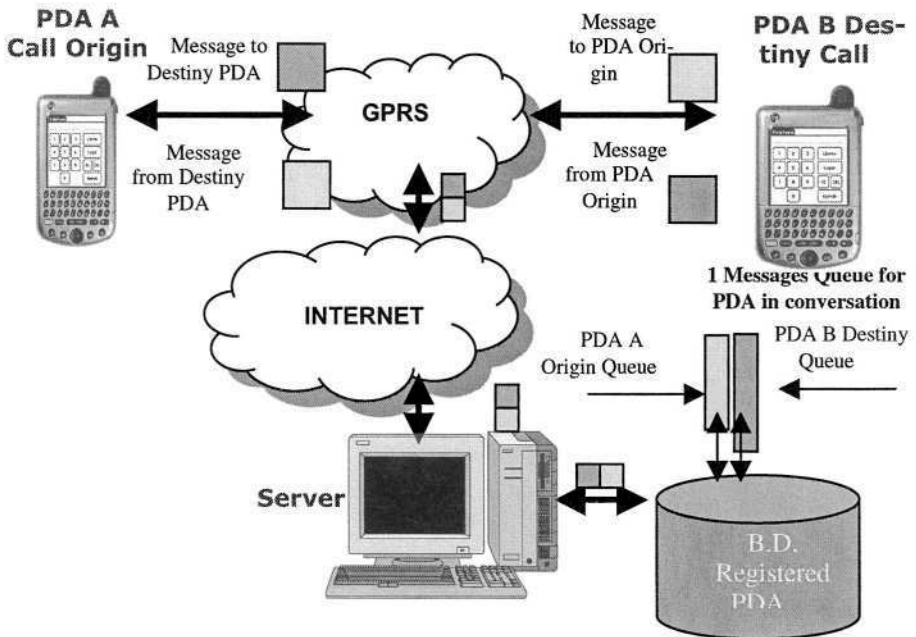 PDA A
Call Origin
Message to
Destiny PDA
Message
to PDA Ori-
gin
PDA B Des-
tiny Call
GPRS
Message
from Destiny
PDA
Message
from PDA
Origin
1 Messages Queue for
PDA in conversation
INTERNET
PDA A
Origin Queue
PDA B Destiny
Queue
Server
B.D.
Registered
PDA